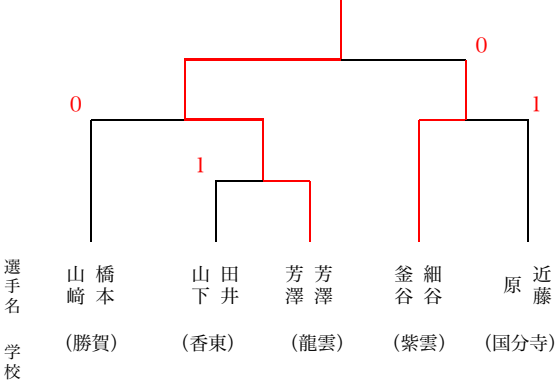 0
0
1
1
選手名
橋本
山﨑
田井
山下
芳澤
芳澤
細谷
釜谷
近藤
原
学校
(勝賀)
(香東)
(龍雲)
(紫雲)
(国分寺)